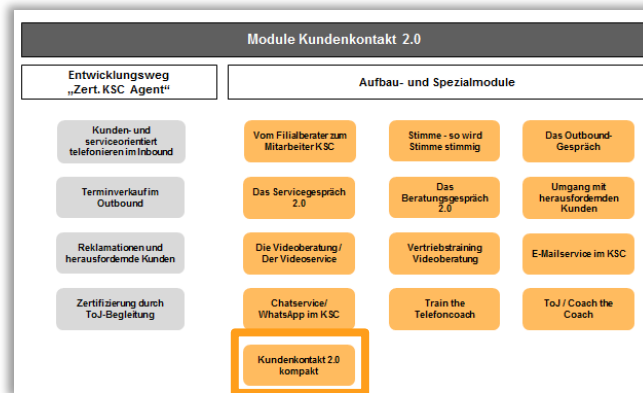 Module Kundenkontakt 2.0
Entwicklungsweg
„Zert. KSC Agent“
Aufbau- und Spezialmodule
Kunden- und
serviceorientiert
telefonieren im Inbound
Vom Filialberater zum
Mitarbeiter KSC
Stimme - so wird
Stimme stimmig
Das Outbound-
Gespräch
Terminverkauf im
Outbound
Das Servicegespräch
2.0
Das
Beratungsgespräch
2.0
Umgang mit
herausfordernden
Kunden
Reklamationen und
herausfordernde Kunden
Die Videoberatung /
Der Videoservice
Vertriebstraining
Videoberatung
E-Mailservice im KSC
Zertifizierung durch
ToJ-Begleitung
Chatservice/
WhatsApp im KSC
Train the
Telefoncoach
ToJ / Coach the
Coach
Kundenkontakt 2.0
kompakt